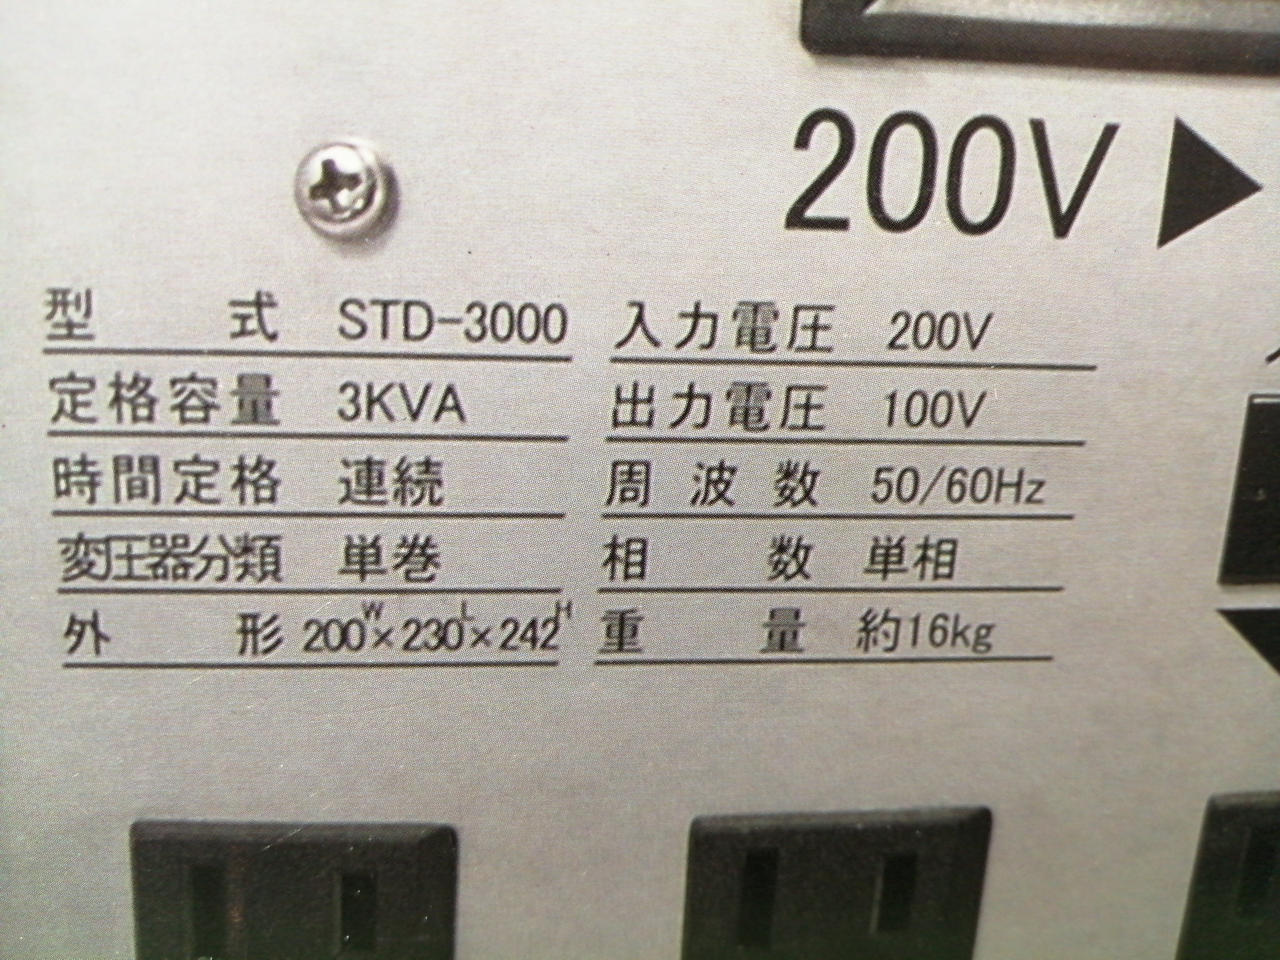 200V ▶
型式 STD-3000 入力電圧 200V
定格容量 3KVA 出力電圧 100V
時間定格 連続 周波数 50/60Hz
変圧器分類 単巻 相数 単相
外形 200W×230L×242H 重量 約16kg